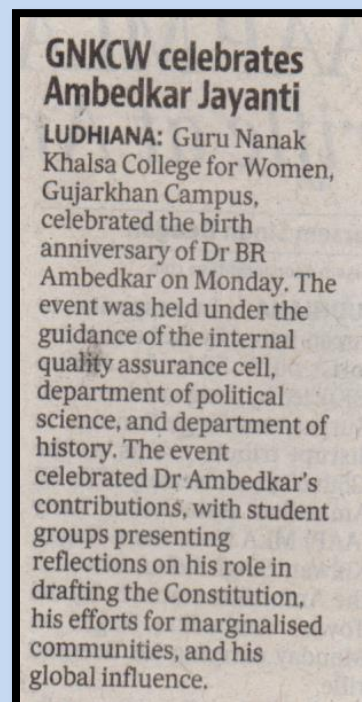 GNKCW celebrates
Ambedkar Jayanti
LUDHIANA: Guru Nanak
Khalsa College for Women,
Gujarkhan Campus,
celebrated the birth
anniversary of Dr BR
Ambedkar on Monday. The
event was held under the
guidance of the internal
quality assurance cell,
department of political
science, and department of
history. The event
celebrated Dr Ambedkar's
contributions, with student
groups presenting
reflections on his role in
drafting the Constitution,
his efforts for marginalised
communities, and his
global influence.